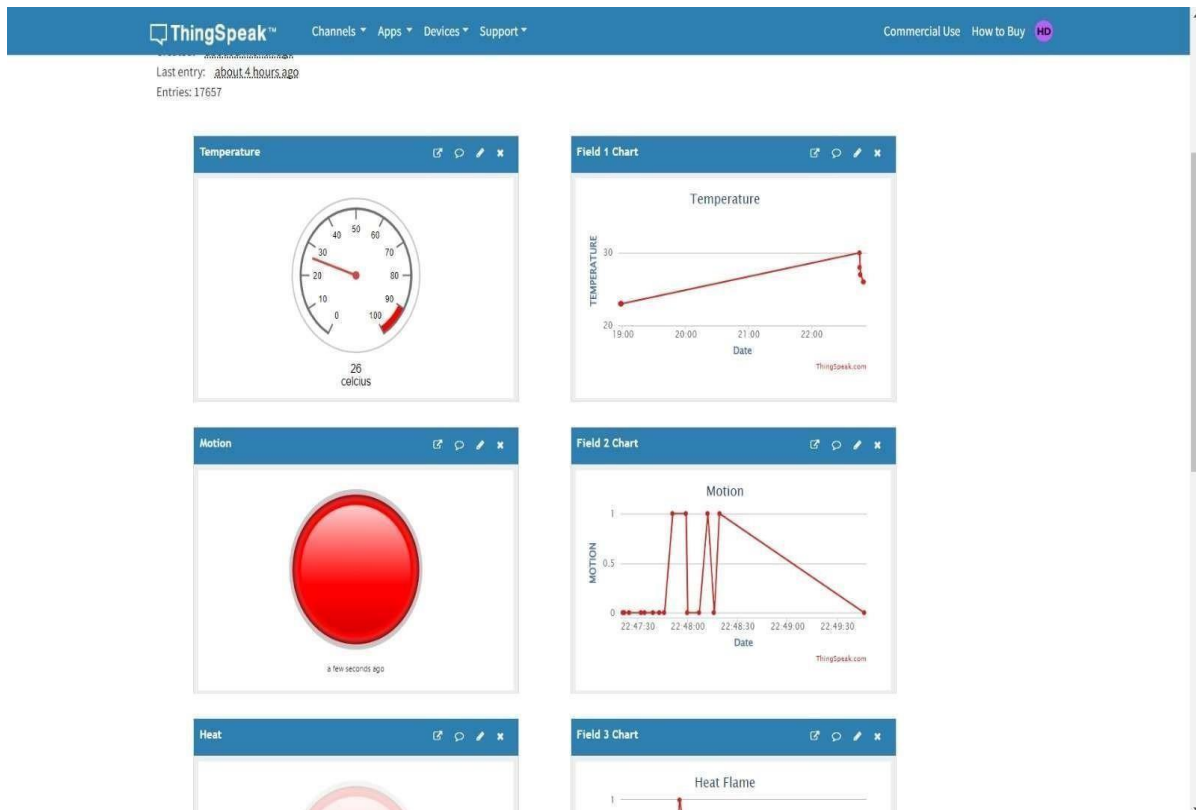 ThingSpeak™ Channels Apps Devices Support Commercial Use How to Buy HD
Last entry: about 4 hours ago
Entries: 17657
Temperature
0
10
20
30
40
50
60
70
80
90
100
26
celcius
Field 1 Chart
Temperature
TEMPERATURE
30
20
19:00 20:00 21:00 22:00
Date
ThingSpeak.com
Motion
a few seconds ago
Field 2 Chart
Motion
MOTION
1
0.5
0
22:47:30 22:48:00 22:48:30 22:49:00 22:49:30
Date
ThingSpeak.com
Heat
Field 3 Chart
Heat Flame
1